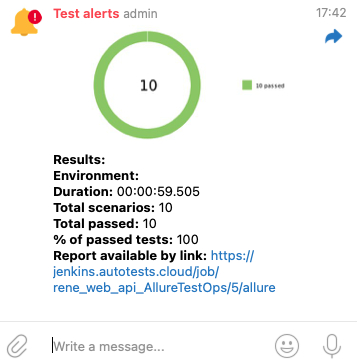 Test alerts admin 17:42
10
10 passed
Results:
Environment:
Duration: 00:00:59.505
Total scenarios: 10
Total passed: 10
% of passed tests: 100
Report available by link: https://
jenkins.autotests.cloud/job/
rene_web_api_AllureTestOps/5/allure
Write a message...